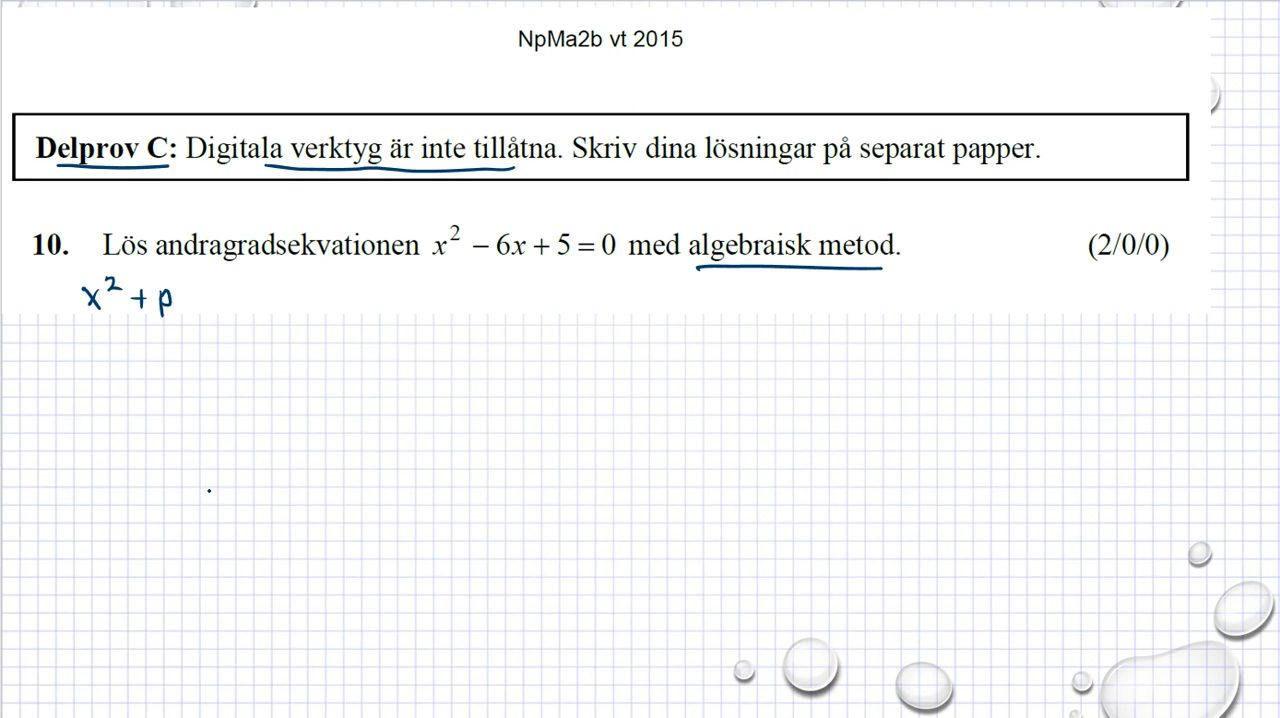 NpMa2b vt 2015
Delprov C: Digitala verktyg är inte tillåtna. Skriv dina lösningar på separat papper.
10. Lös andragradsekvationen x² − 6x + 5 = 0 med algebraisk metod. (2/0/0)
x² + p